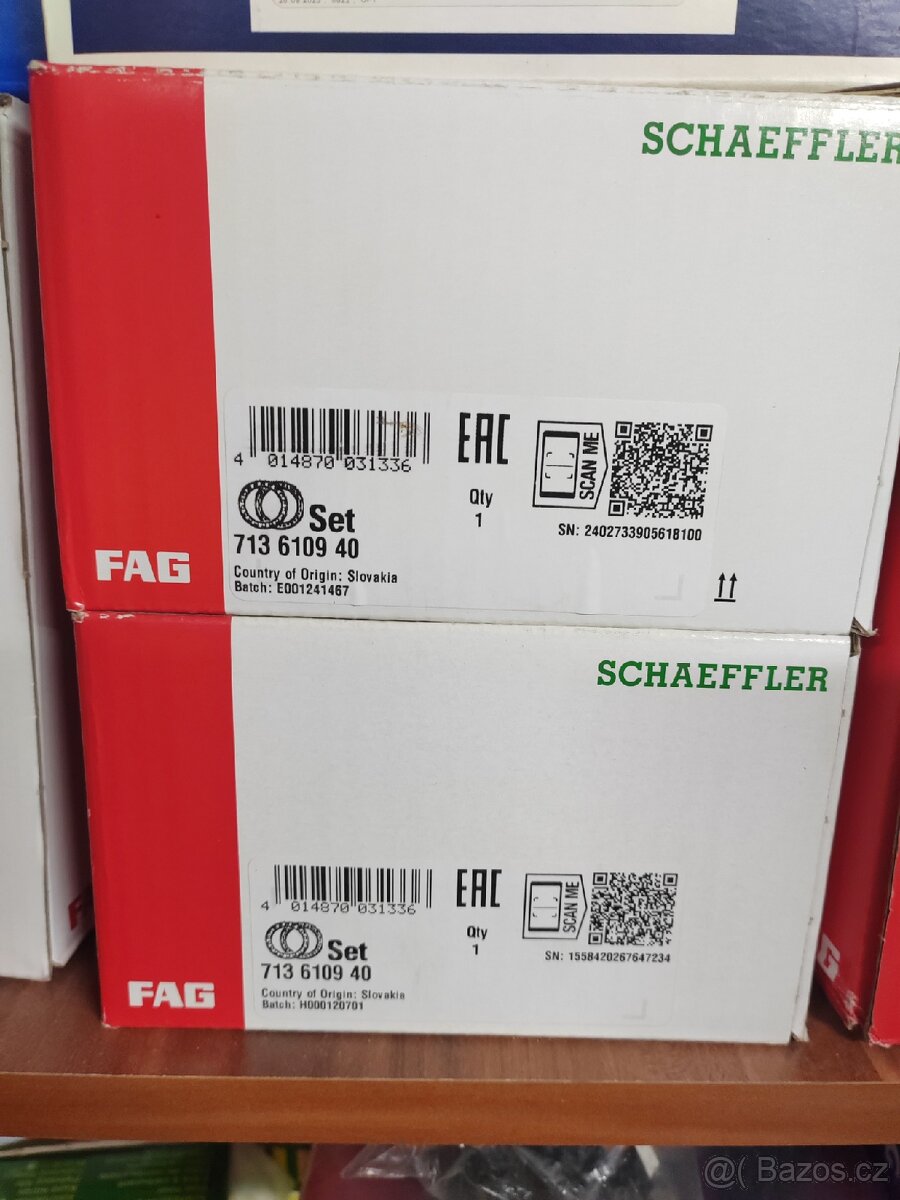 SCHAEFFLER
4 014870 031336
EAC
SCAN ME
Qty
1
SN: 2402733905618100
Set
713 6109 40
Country of Origin: Slovakia
Batch: E001241467
FAG
SCHAEFFLER
4 014870 031336
EAC
SCAN ME
Qty
1
SN: 1558420267647234
Set
713 6109 40
Country of Origin: Slovakia
Batch: H000120701
FAG
G
@( Bazos.cz